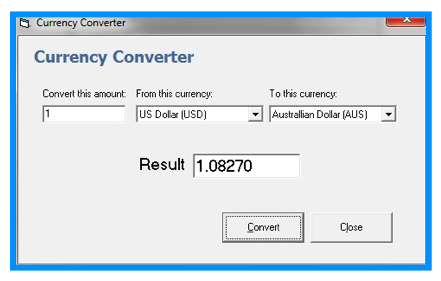 Currency Converter
Currency Converter
Convert this amount: From this currency: To this currency:
1 US Dollar (USD) Australlian Dollar (AUS)
Result 1.08270
Convert Close